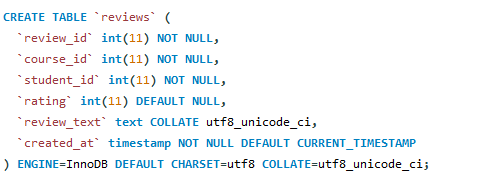 CREATE TABLE `reviews` (
  `review_id` int(11) NOT NULL,
  `course_id` int(11) NOT NULL,
  `student_id` int(11) NOT NULL,
  `rating` int(11) DEFAULT NULL,
  `review_text` text COLLATE utf8_unicode_ci,
  `created_at` timestamp NOT NULL DEFAULT CURRENT_TIMESTAMP
) ENGINE=InnoDB DEFAULT CHARSET=utf8 COLLATE=utf8_unicode_ci;